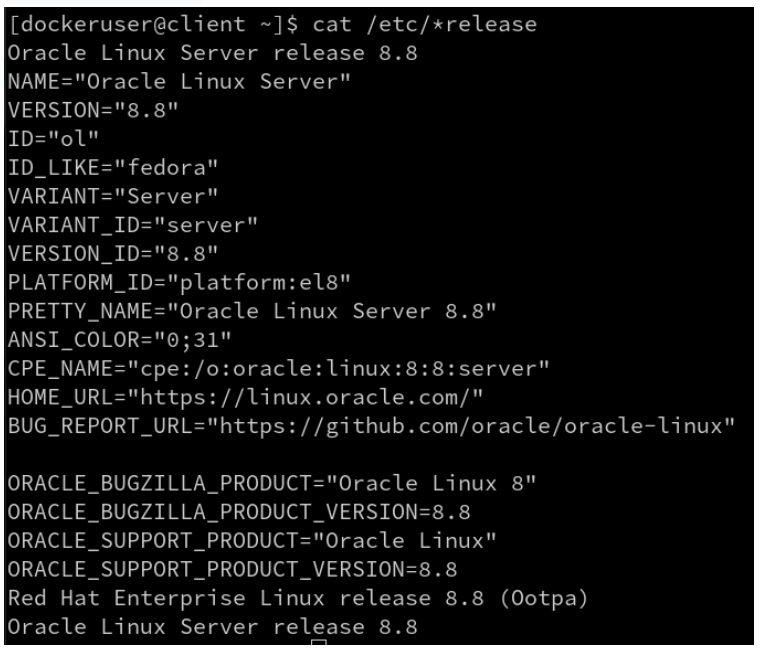 [dockeruser@client ~]$ cat /etc/*release
Oracle Linux Server release 8.8
NAME="Oracle Linux Server"
VERSION="8.8"
ID="ol"
ID_LIKE="fedora"
VARIANT="Server"
VARIANT_ID="server"
VERSION_ID="8.8"
PLATFORM_ID="platform:el8"
PRETTY_NAME="Oracle Linux Server 8.8"
ANSI_COLOR="0;31"
CPE_NAME="cpe:/o:oracle:linux:8:8:server"
HOME_URL="https://linux.oracle.com/"
BUG_REPORT_URL="https://github.com/oracle/oracle-linux"

ORACLE_BUGZILLA_PRODUCT="Oracle Linux 8"
ORACLE_BUGZILLA_PRODUCT_VERSION=8.8
ORACLE_SUPPORT_PRODUCT="Oracle Linux"
ORACLE_SUPPORT_PRODUCT_VERSION=8.8
Red Hat Enterprise Linux release 8.8 (Ootpa)
Oracle Linux Server release 8.8